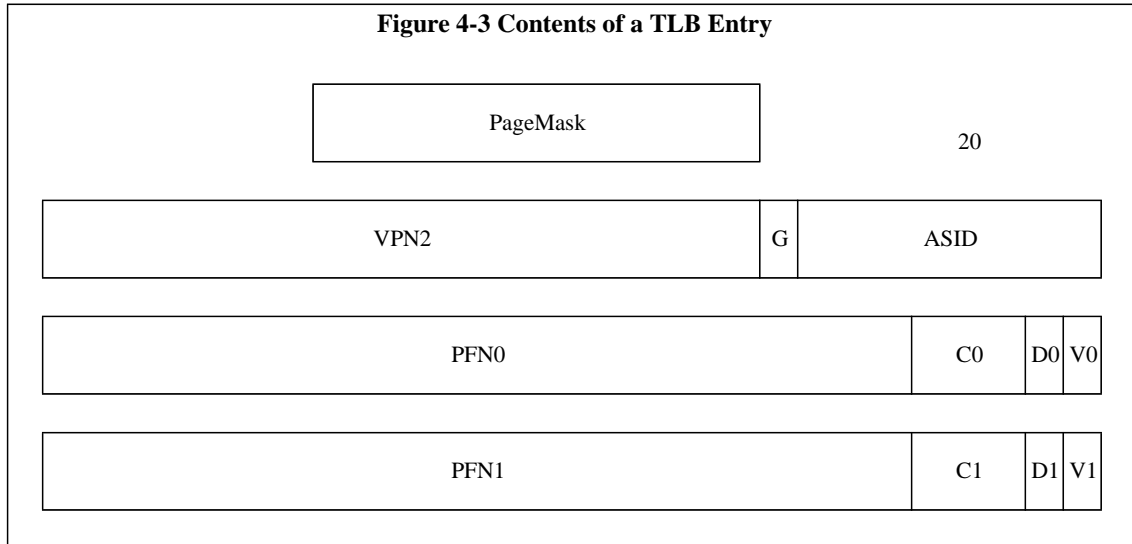 Figure 4-3 Contents of a TLB Entry
PageMask
20
VPN2 G ASID
PFN0 C0 D0 V0
PFN1 C1 D1 V1